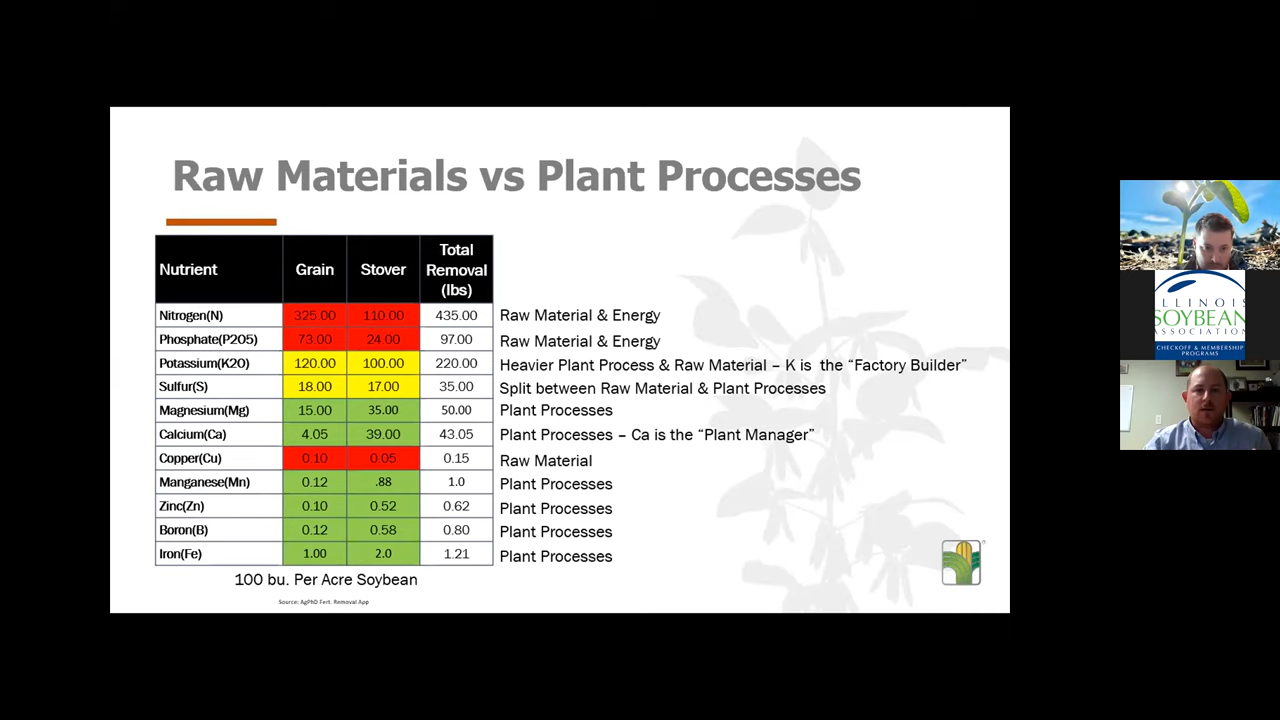 Raw Materials vs Plant Processes
Nutrient Grain Stover Total Removal (lbs)
Nitrogen(N) 325.00 110.00 435.00 Raw Material & Energy
Phosphate(P2O5) 73.00 24.00 97.00 Raw Material & Energy
Potassium(K2O) 120.00 100.00 220.00 Heavier Plant Process & Raw Material – K is the “Factory Builder”
Sulfur(S) 18.00 17.00 35.00 Split between Raw Material & Plant Processes
Magnesium(Mg) 15.00 35.00 50.00 Plant Processes
Calcium(Ca) 4.05 39.00 43.05 Plant Processes – Ca is the “Plant Manager”
Copper(Cu) 0.10 0.05 0.15 Raw Material
Manganese(Mn) 0.12 .88 1.0 Plant Processes
Zinc(Zn) 0.10 0.52 0.62 Plant Processes
Boron(B) 0.12 0.58 0.80 Plant Processes
Iron(Fe) 1.00 2.0 1.21 Plant Processes
100 bu. Per Acre Soybean
Source: AgPhD Fert. Removal App
ILLINOIS
SOYBEAN
ASSOCIATION
CHECKOFF & MEMBERSHIP
PROGRAMS